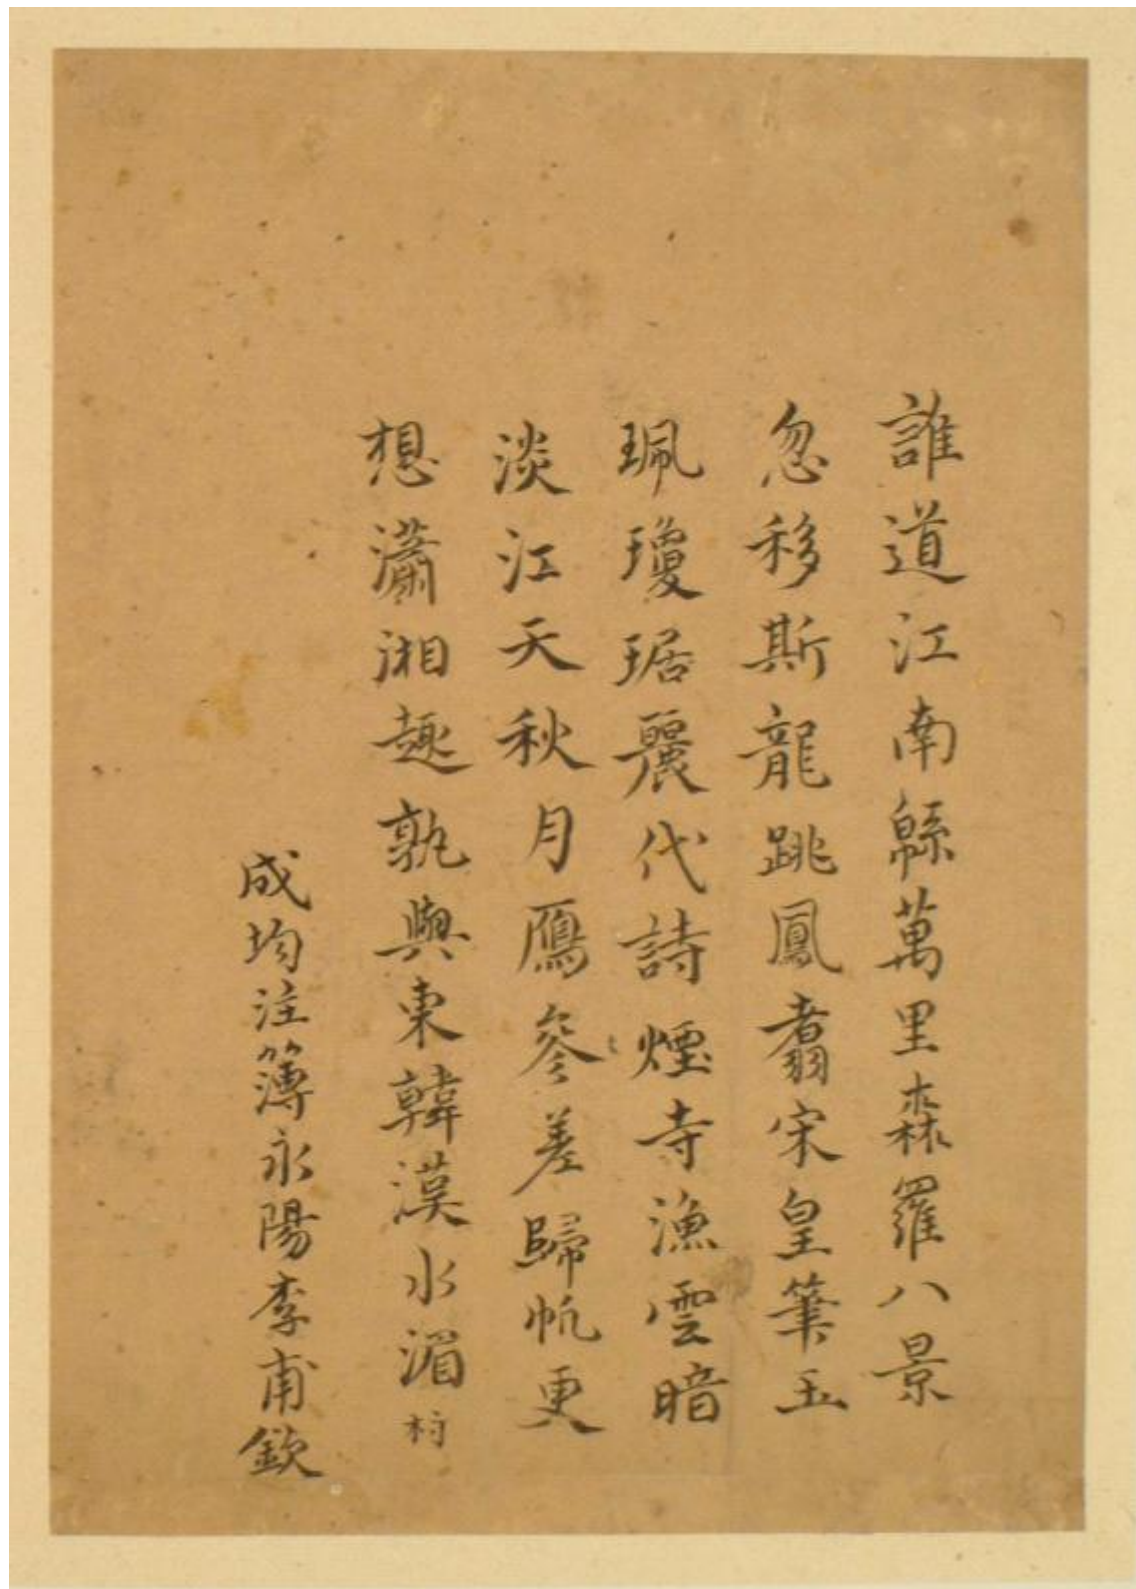 誰道江南緜萬里森羅八景
忽移斯龍跳鳳翥宋皇筆玉
珮瓊琚麗代詩煙寺漁雲暗
淡江天秋月鴈參差歸帆更
想瀟湘趣孰與東韓漢水湄
成均注簿永陽李甫欽